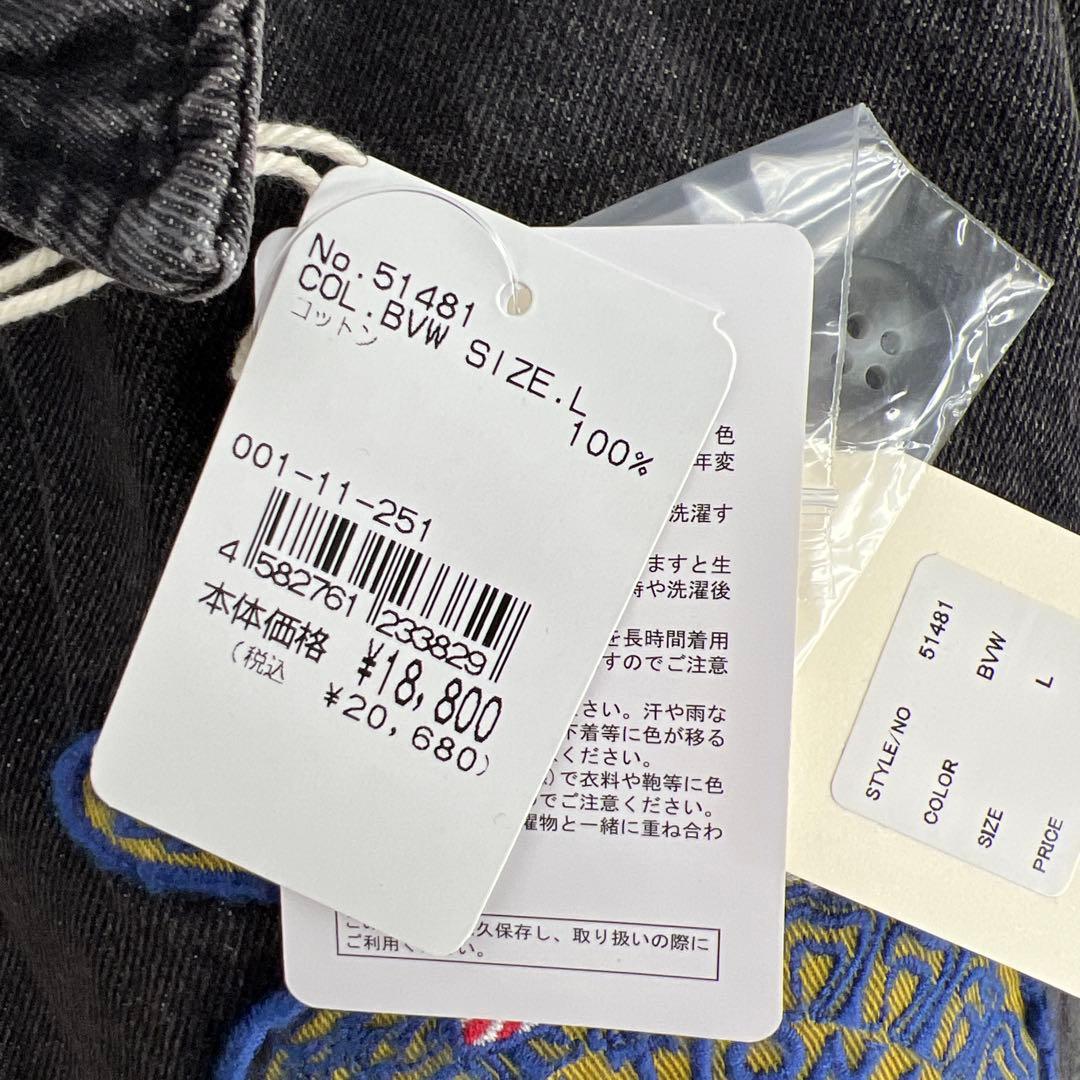 No.51481
COL.BVW SIZE.L
コットン 100%
001-11-251
4 582761 233829
本体価格 ¥18,800
(税込 ¥20,680)
色
年変
洗濯す
ますと生
時や洗濯後
を長時間着用
すのでご注意
さい。汗や雨な
下着等に色が移る
ください。
で衣料や鞄等に色
でご注意ください。
濯物と一緒に重ね合わ
久保存し、取り扱いの際に
ご利用ください。
STYLE/NO 51481
COLOR BVW
SIZE L
PRICE